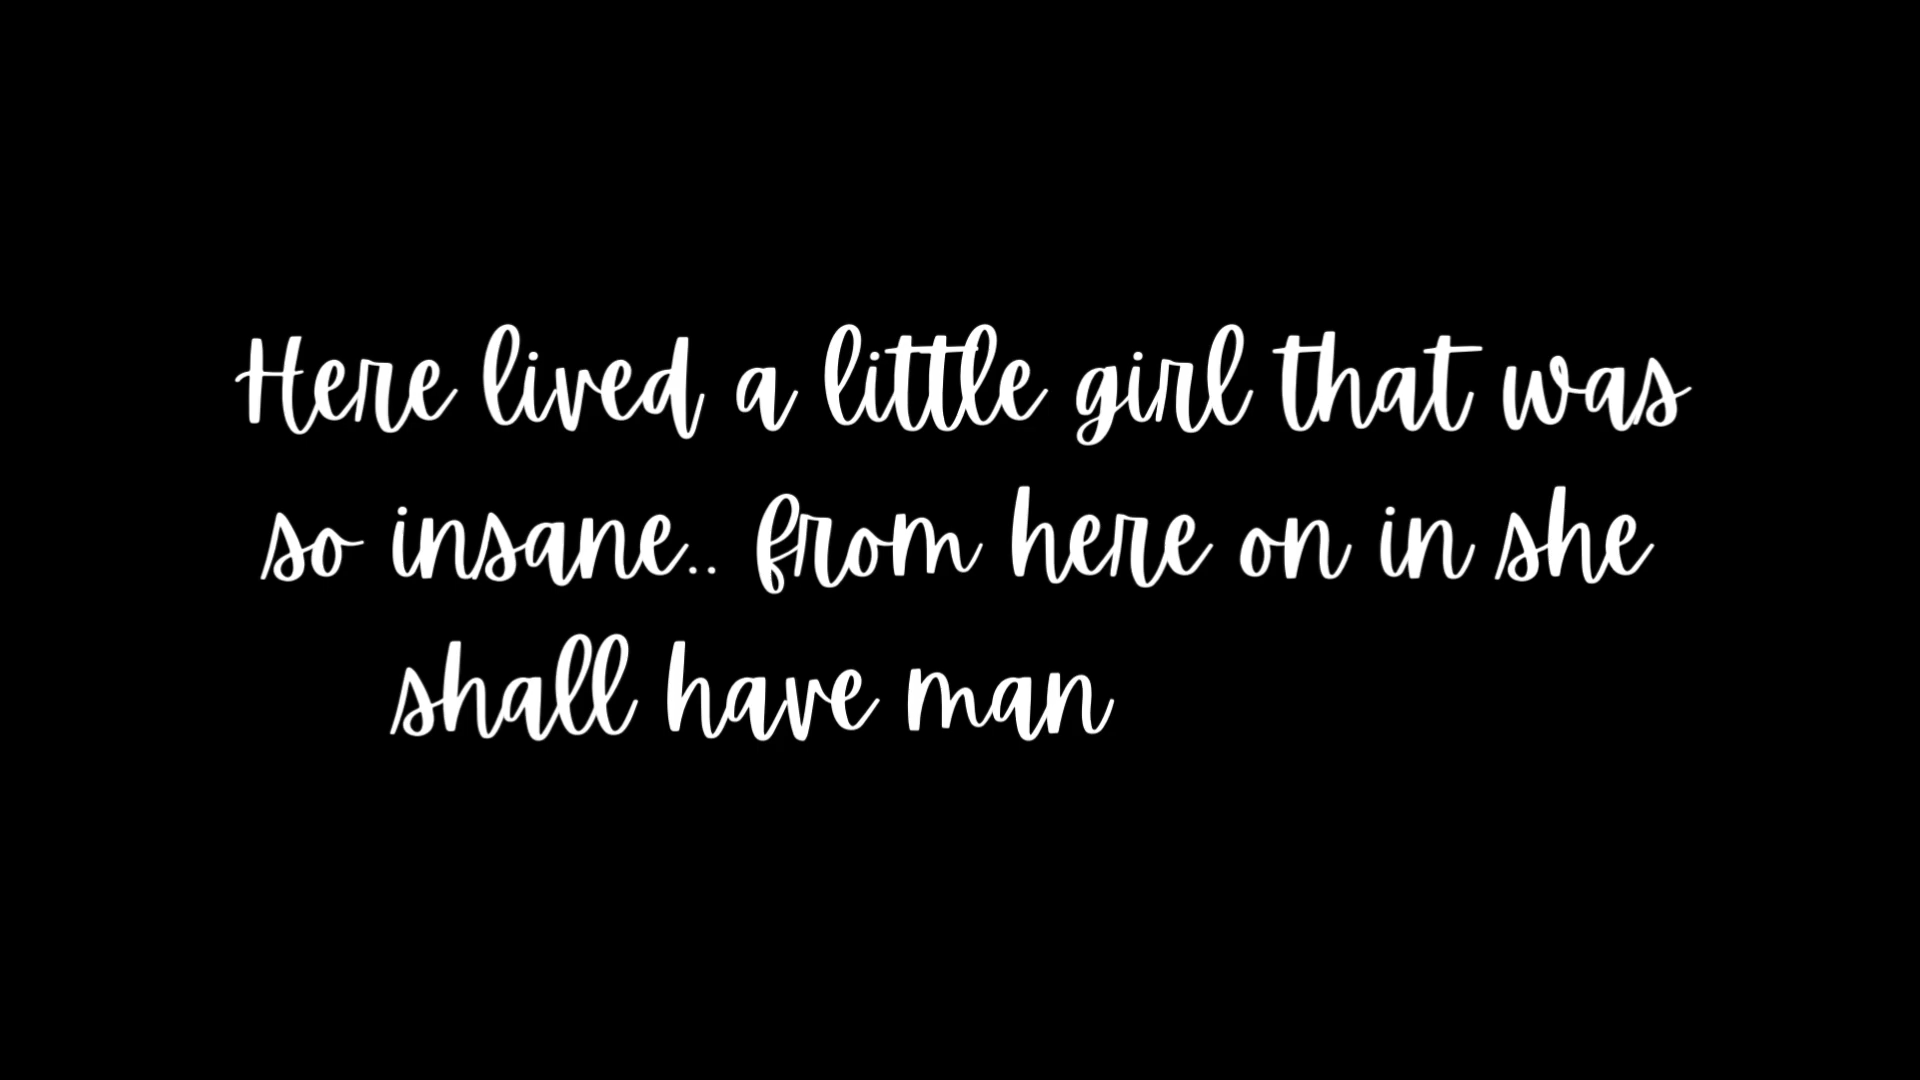 Here lived a little girl that was
so insane.. from here on in she
shall have man